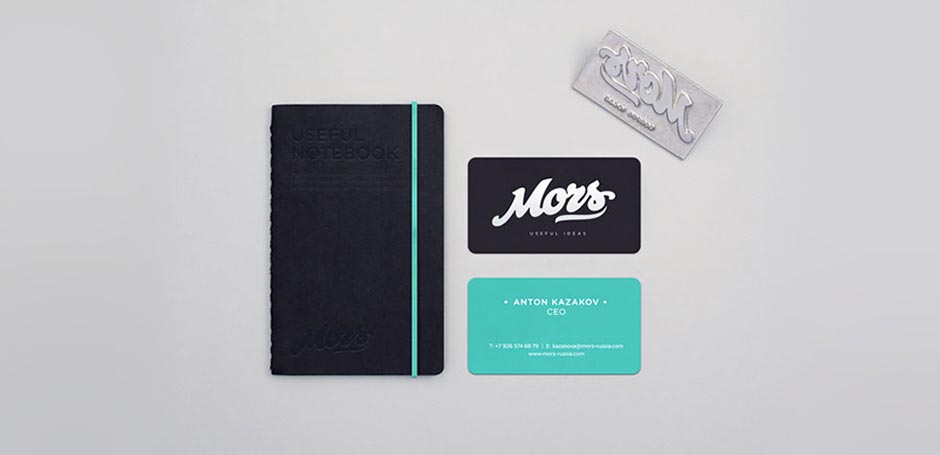 USEFUL
NOTEBOOK
Mors
Mors
USEFUL IDEAS
• ANTON KAZAKOV •
CEO
T: +7 926 574 68 79 | E: kazakova@mors-russia.com
www.mors-russia.com
Mors